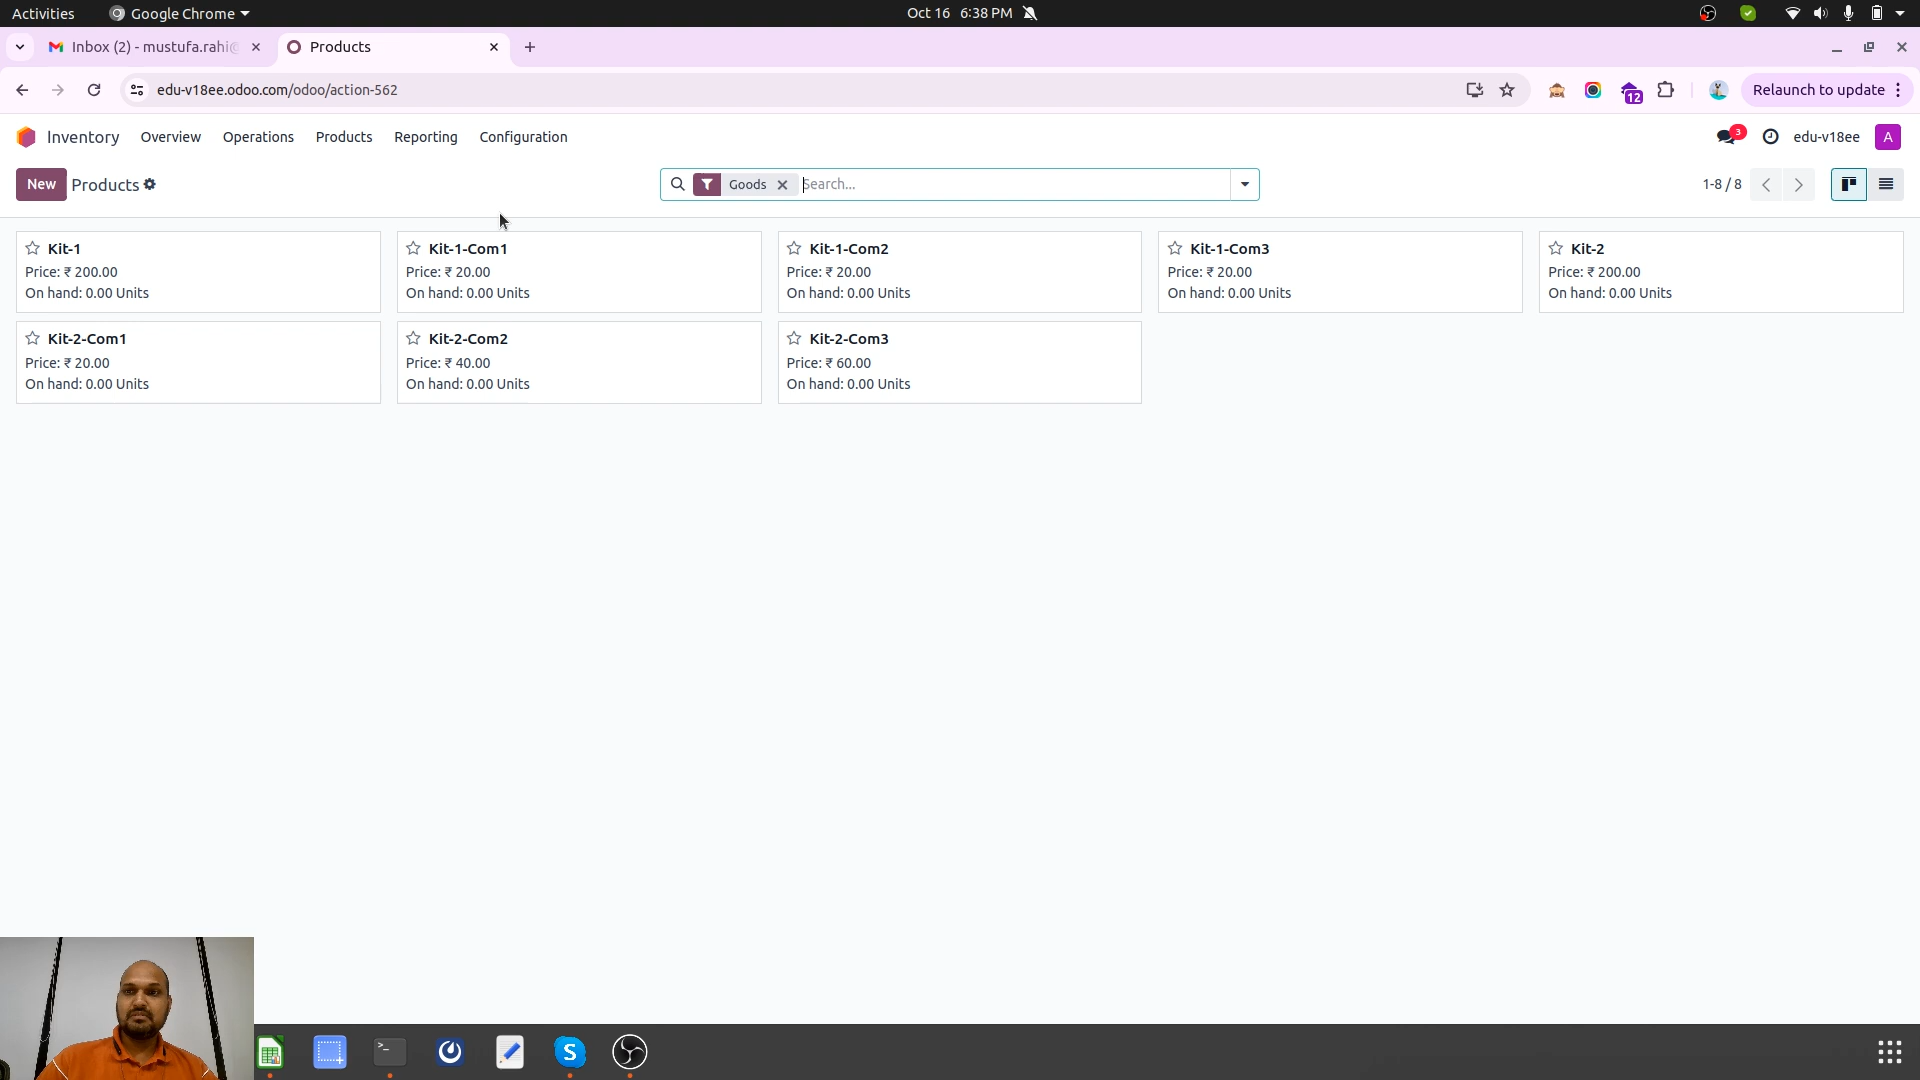 Activities Google Chrome Oct 16 6:38 PM
Inbox (2) - mustufa.rahi@ Products
edu-v18ee.odoo.com/odoo/action-562 12 Relaunch to update
Inventory Overview Operations Products Reporting Configuration 3 edu-v18ee A
New Products Goods Search... 1-8 / 8
Kit-1 Kit-1-Com1 Kit-1-Com2 Kit-1-Com3 Kit-2
Price: ₹ 200.00 Price: ₹ 20.00 Price: ₹ 20.00 Price: ₹ 20.00 Price: ₹ 200.00
On hand: 0.00 Units On hand: 0.00 Units On hand: 0.00 Units On hand: 0.00 Units On hand: 0.00 Units
Kit-2-Com1 Kit-2-Com2 Kit-2-Com3
Price: ₹ 20.00 Price: ₹ 40.00 Price: ₹ 60.00
On hand: 0.00 Units On hand: 0.00 Units On hand: 0.00 Units